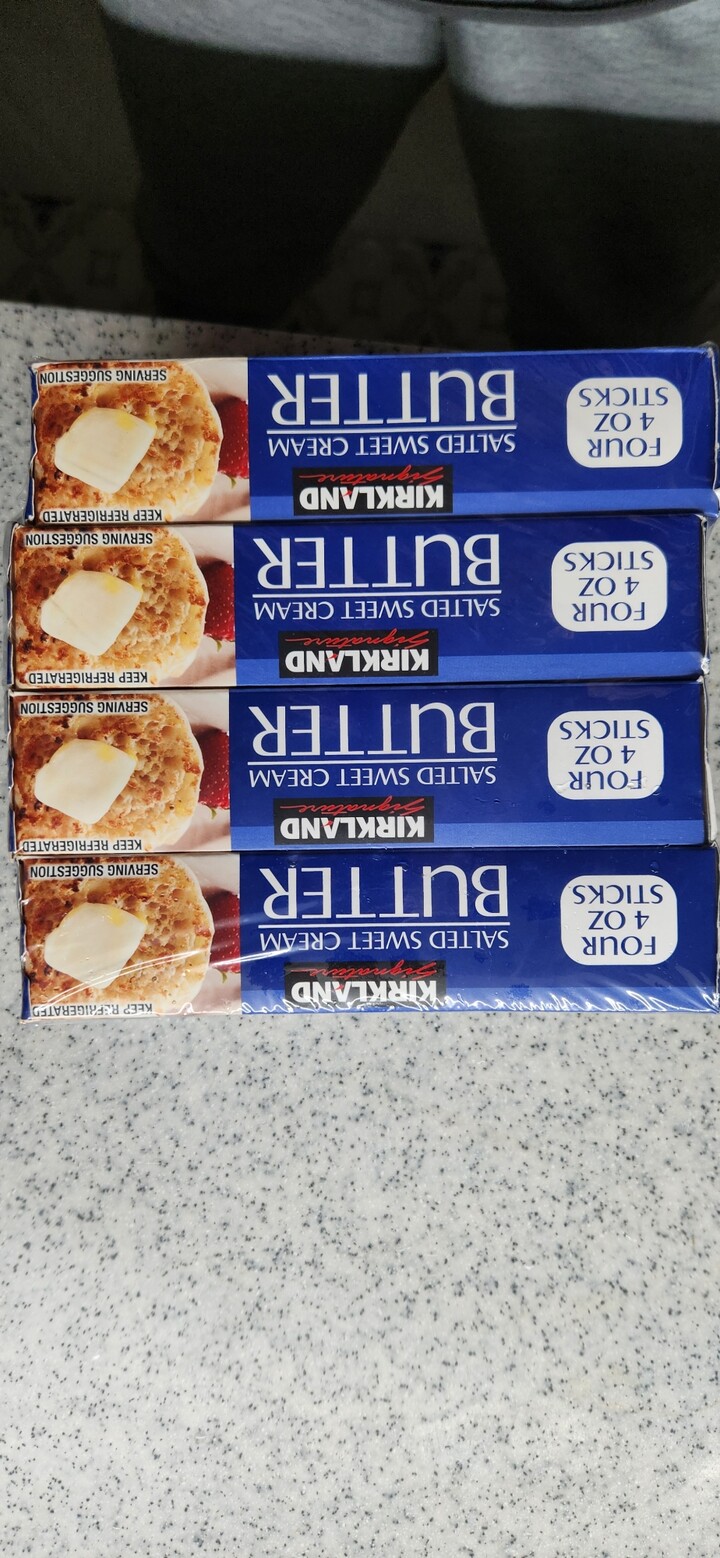 FOUR
4 OZ
STICKS
KIRKLAND
Signature
SALTED SWEET CREAM
BUTTER
KEEP REFRIGERATED
SERVING SUGGESTION
FOUR
4 OZ
STICKS
KIRKLAND
Signature
SALTED SWEET CREAM
BUTTER
KEEP REFRIGERATED
SERVING SUGGESTION
FOUR
4 OZ
STICKS
KIRKLAND
Signature
SALTED SWEET CREAM
BUTTER
KEEP REFRIGERATED
SERVING SUGGESTION
FOUR
4 OZ
STICKS
KIRKLAND
Signature
SALTED SWEET CREAM
BUTTER
KEEP REFRIGERATED
SERVING SUGGESTION